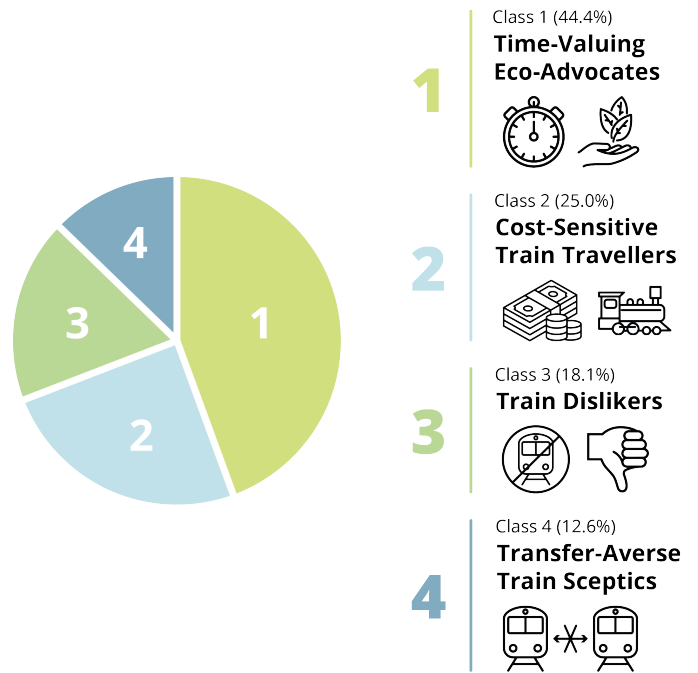 1
2
3
4
1
Class 1 (44.4%)
Time-Valuing
Eco-Advocates
2
Class 2 (25.0%)
Cost-Sensitive
Train Travellers
3
Class 3 (18.1%)
Train Dislikers
4
Class 4 (12.6%)
Transfer-Averse
Train Sceptics